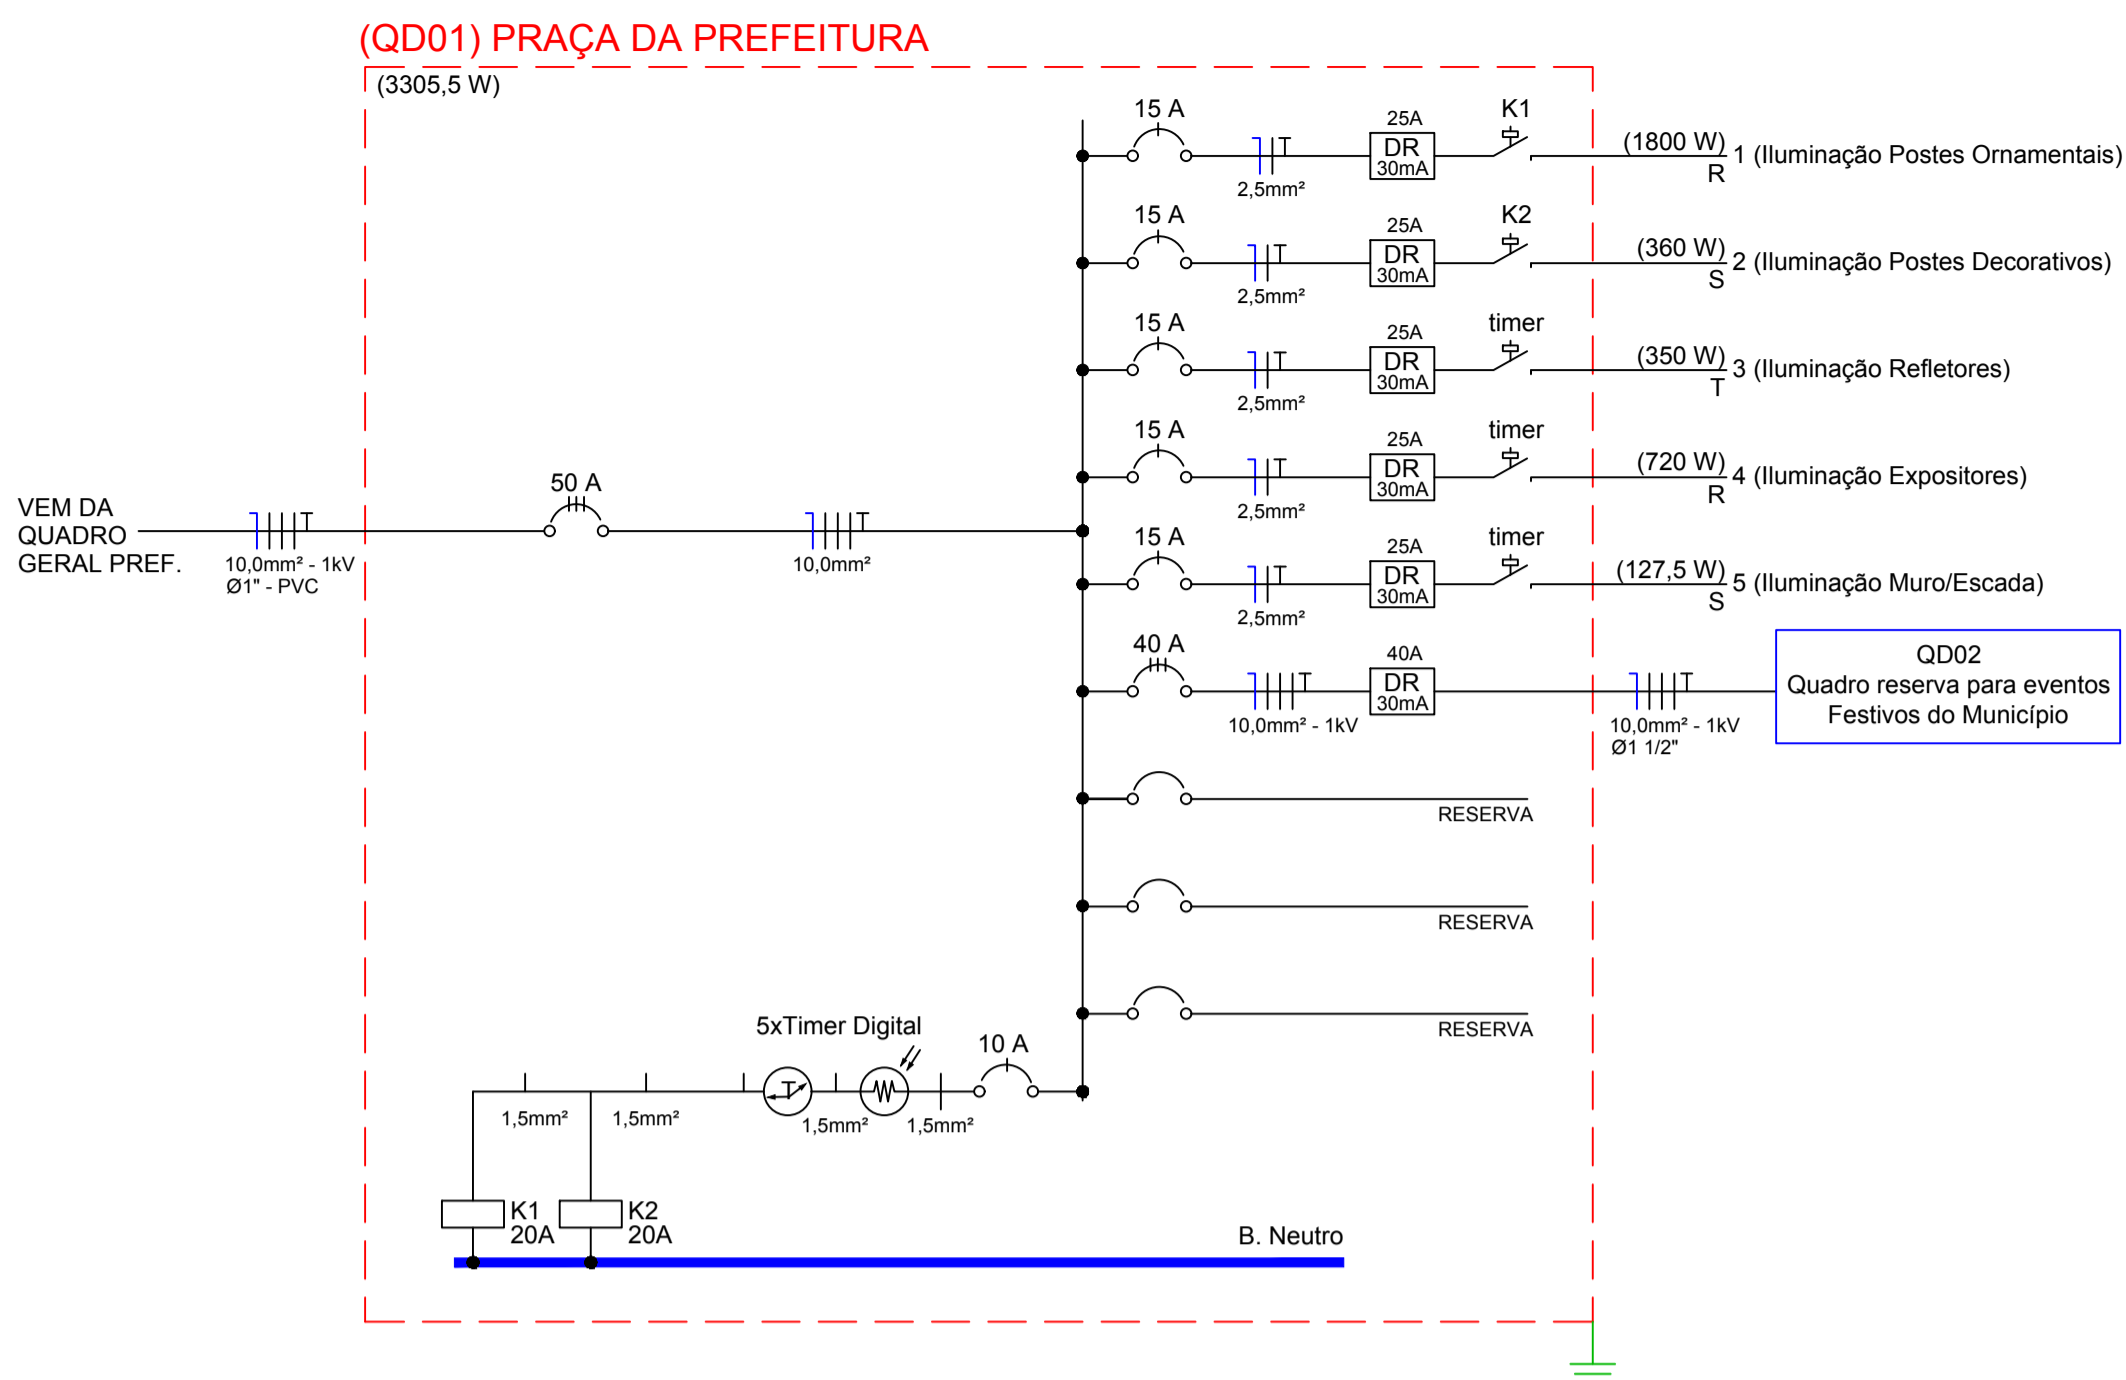 (QD01) PRAÇA DA PREFEITURA
(3305,5 W)
15 A
2,5mm²
25A
DR
30mA
K1
(1800 W)
R
1 (Iluminação Postes Ornamentais)
15 A
2,5mm²
25A
DR
30mA
K2
(360 W)
S
2 (Iluminação Postes Decorativos)
15 A
2,5mm²
25A
DR
30mA
timer
(350 W)
T
3 (Iluminação Refletores)
15 A
2,5mm²
25A
DR
30mA
timer
(720 W)
R
4 (Iluminação Expositores)
VEM DA
QUADRO
GERAL PREF.
10,0mm² - 1kV
Ø1" - PVC
50 A
10,0mm²
15 A
2,5mm²
25A
DR
30mA
timer
(127,5 W)
S
5 (Iluminação Muro/Escada)
40 A
10,0mm² - 1kV
40A
DR
30mA
10,0mm² - 1kV
Ø1 1/2"
QD02
Quadro reserva para eventos
Festivos do Município
RESERVA
RESERVA
RESERVA
5xTimer Digital
10 A
T
1,5mm²
1,5mm²
1,5mm²
1,5mm²
K1
20A
K2
20A
B. Neutro